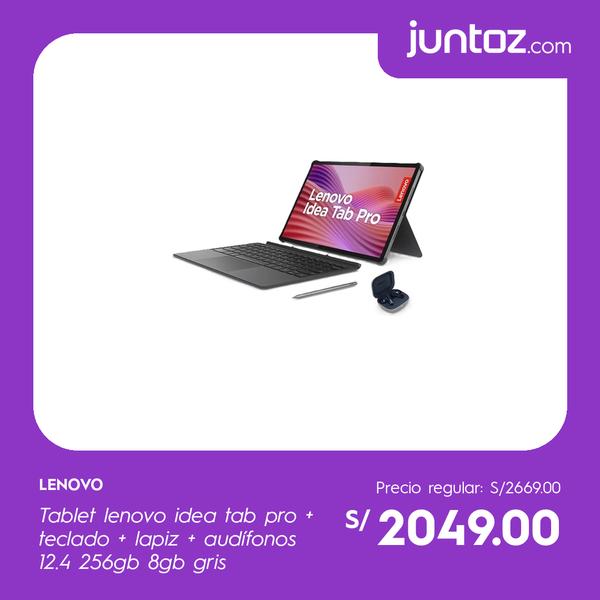 juntoz.com
Lenovo
Idea Tab Pro
Lenovo
LENOVO
Tablet lenovo idea tab pro +
teclado + lapiz + audífonos
12.4 256gb 8gb gris
Precio regular: S/2669.00
S/ 2049.00